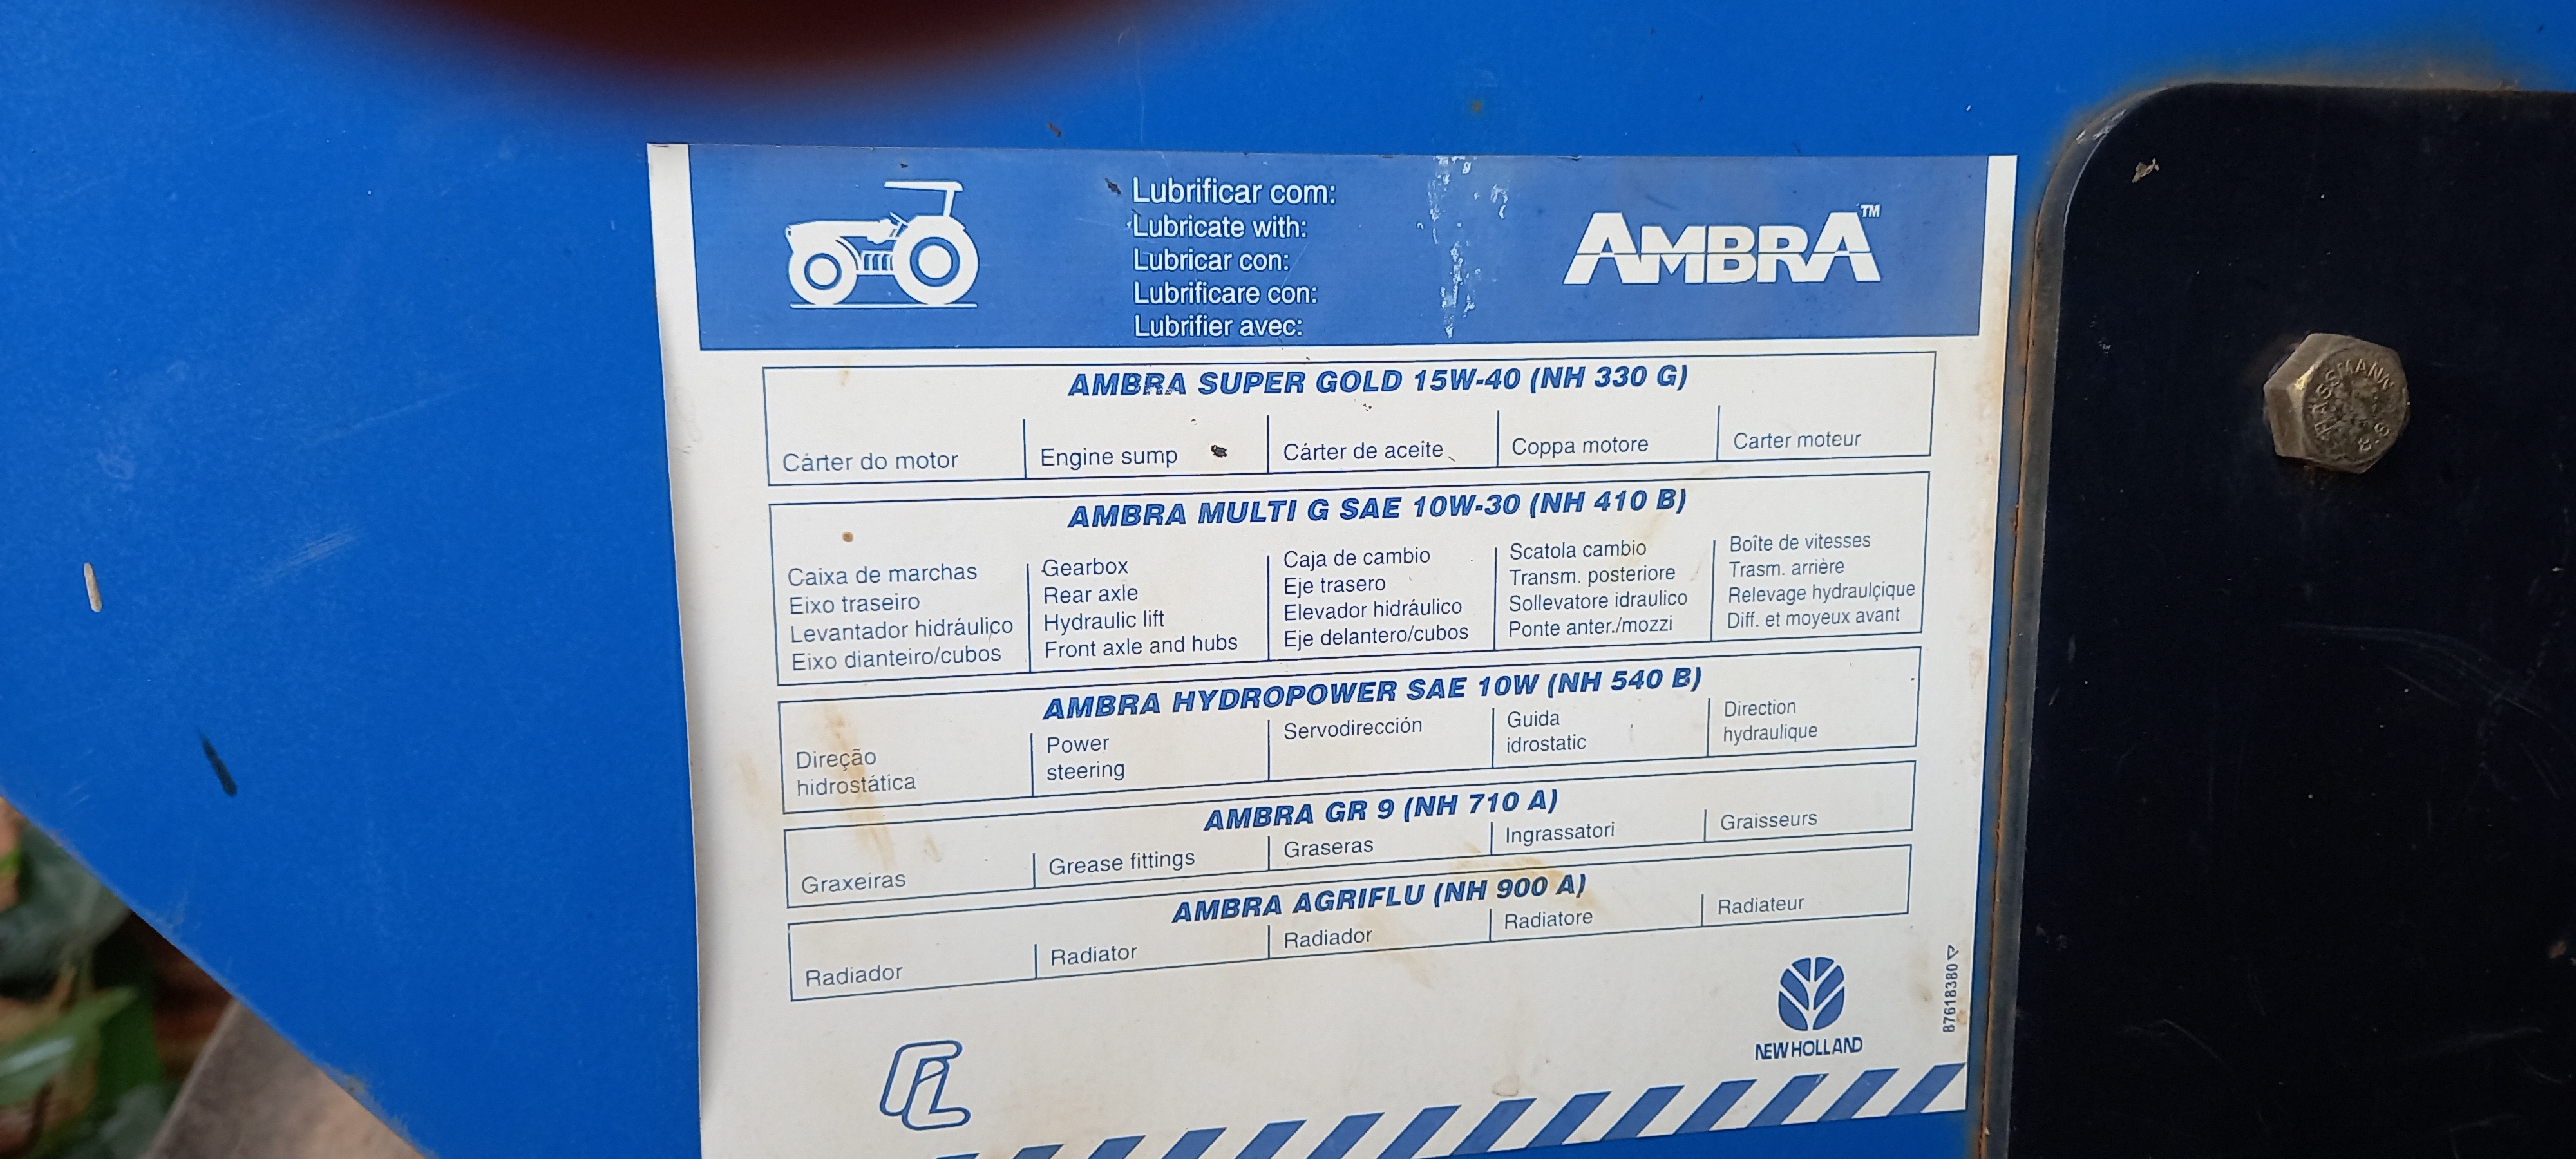 Lubrificar com:
Lubricate with:
Lubricar con:
Lubrificare con:
Lubrifier avec:
AMBRA™
AMBRA SUPER GOLD 15W-40 (NH 330 G)
Cárter do motor
Engine sump
Cárter de aceite
Coppa motore
Carter moteur
AMBRA MULTI G SAE 10W-30 (NH 410 B)
Caixa de marchas
Eixo traseiro
Levantador hidráulico
Eixo dianteiro/cubos
Gearbox
Rear axle
Hydraulic lift
Front axle and hubs
Caja de cambio
Eje trasero
Elevador hidráulico
Eje delantero/cubos
Scatola cambio
Transm. posteriore
Sollevatore idraulico
Ponte anter./mozzi
Boîte de vitesses
Trasm. arrière
Relevage hydraulçique
Diff. et moyeux avant
AMBRA HYDROPOWER SAE 10W (NH 540 B)
Direção
hidrostática
Power
steering
Servodirección
Guida
idrostatic
Direction
hydraulique
AMBRA GR 9 (NH 710 A)
Graxeiras
Grease fittings
Graseras
Ingrassatori
Graisseurs
AMBRA AGRIFLU (NH 900 A)
Radiador
Radiator
Radiador
Radiatore
Radiateur
87618380
NEW HOLLAND